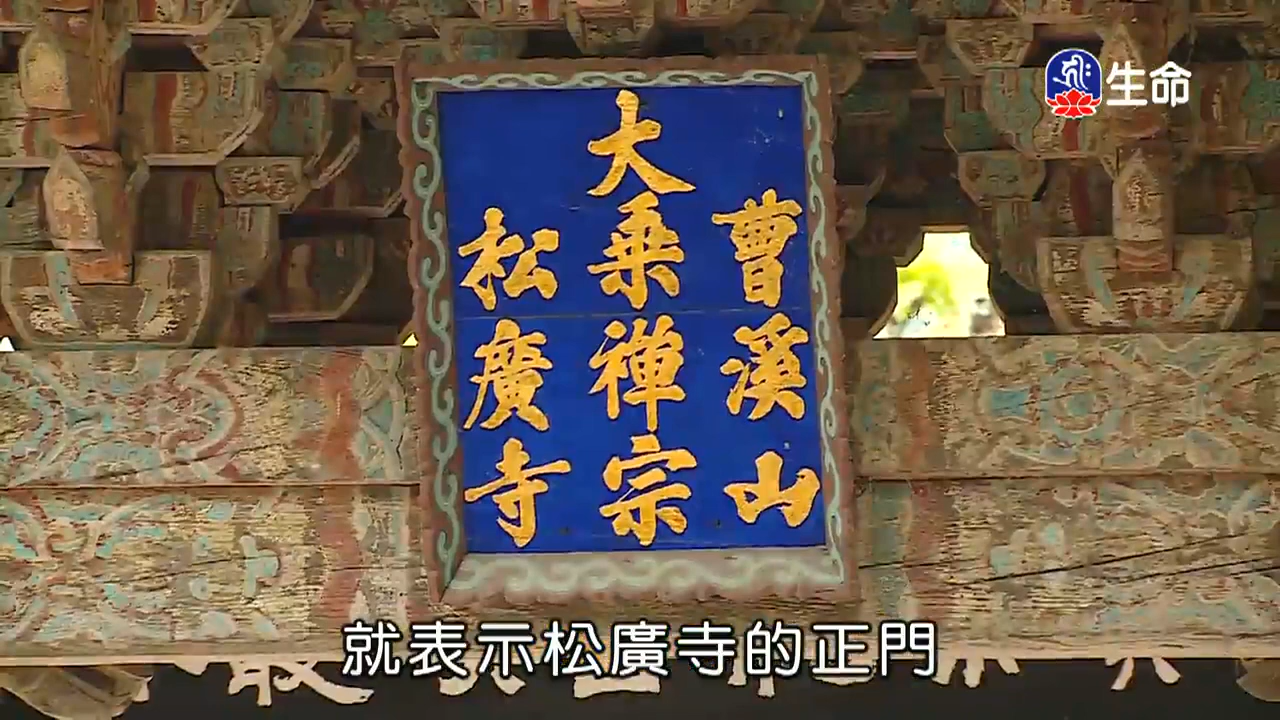 生命
曹溪山
大乗禅宗
松廣寺
就表示松廣寺的正門